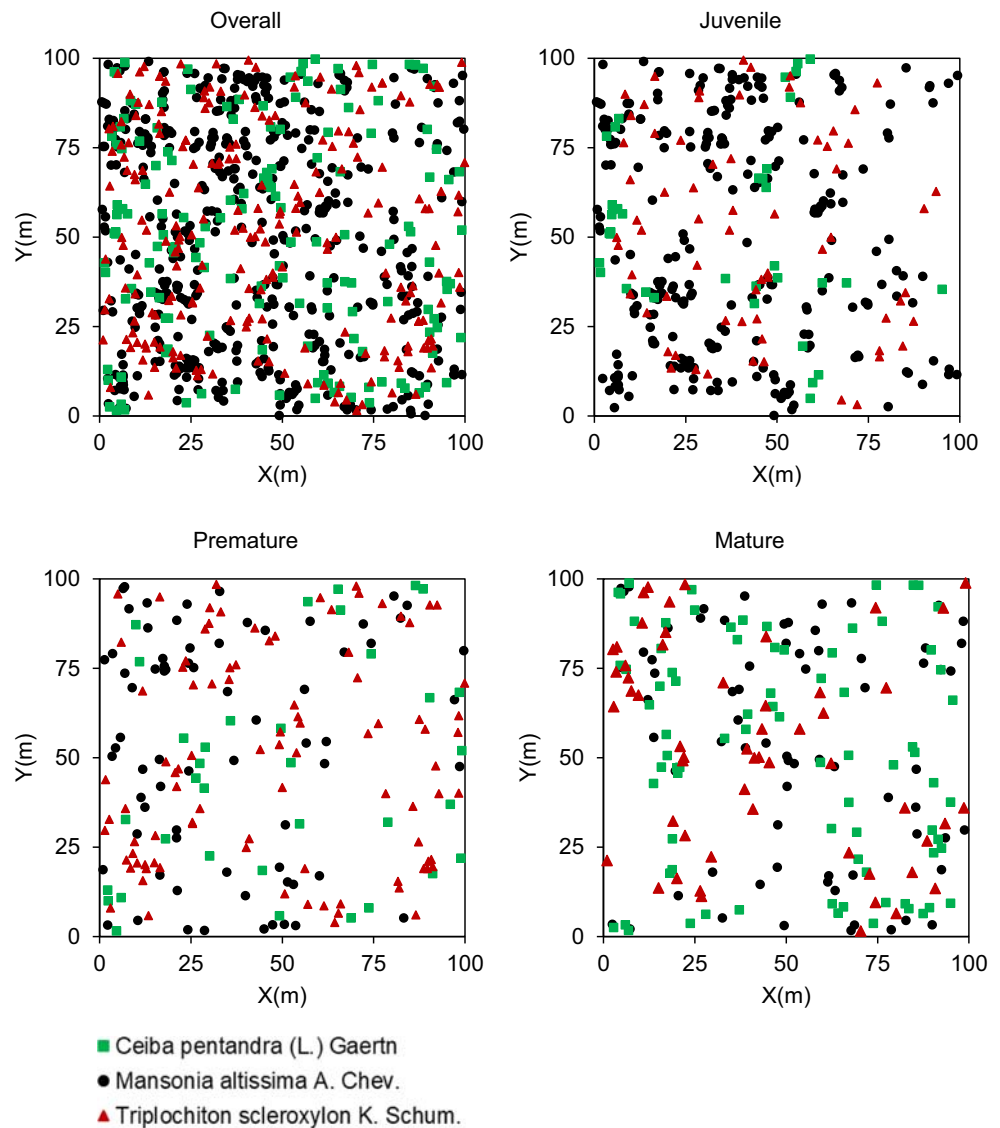 Overall
Juvenile
100
75
50
25
0
Y(m)
0 25 50 75 100
X(m)
100
75
50
25
0
Y(m)
0 25 50 75 100
X(m)
Premature
Mature
100
75
50
25
0
Y(m)
0 25 50 75 100
X(m)
100
75
50
25
0
Y(m)
0 25 50 75 100
X(m)
Ceiba pentandra (L.) Gaertn
Mansonia altissima A. Chev.
Triplochiton scleroxylon K. Schum.